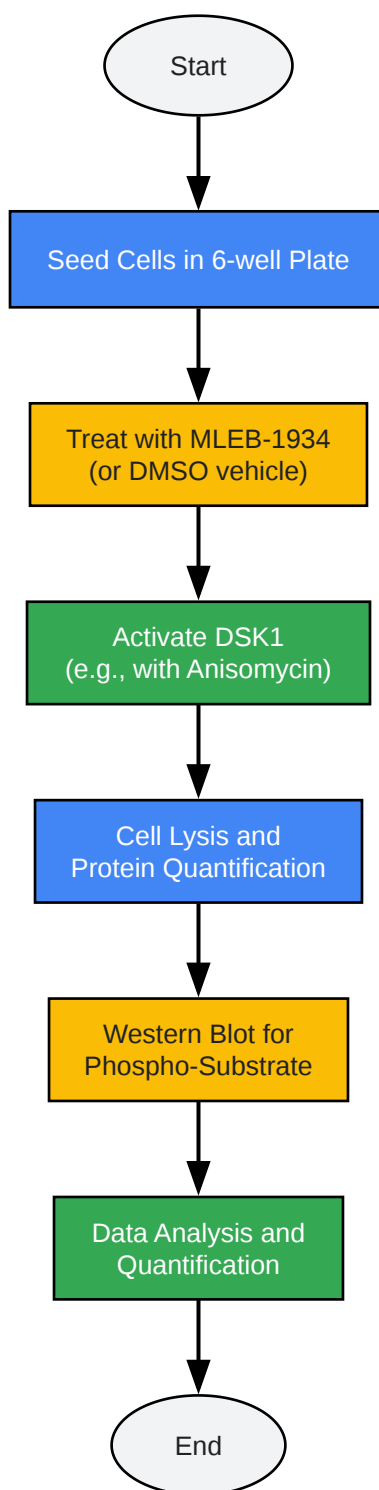 Start
Seed Cells in 6-well Plate
Treat with MLEB-1934
(or DMSO vehicle)
Activate DSK1
(e.g., with Anisomycin)
Cell Lysis and
Protein Quantification
Western Blot for
Phospho-Substrate
Data Analysis and
Quantification
End